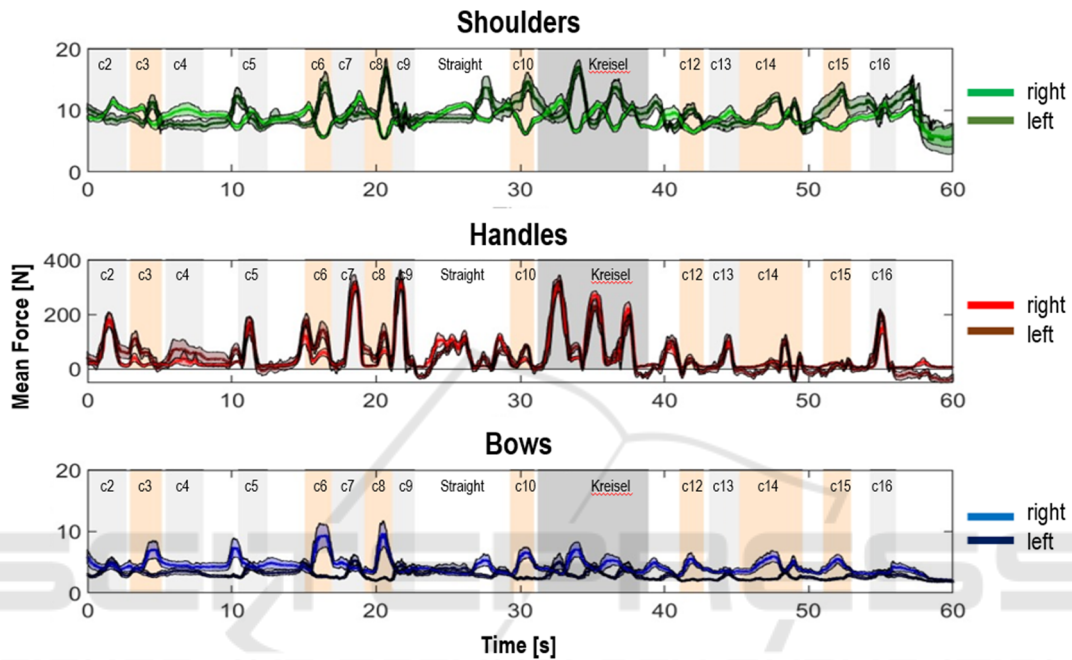 Shoulders
20
c2 c3 c4 c5 c6 c7 c8 c9 Straight c10 Kreisel c12 c13 c14 c15 c16
10
0
0 10 20 30 40 50 60
right
left
Handles
400
c2 c3 c4 c5 c6 c7 c8 c9 Straight c10 Kreisel c12 c13 c14 c15 c16
200
0
0 10 20 30 40 50 60
right
left
Mean Force [N]
Bows
20
c2 c3 c4 c5 c6 c7 c8 c9 Straight c10 Kreisel c12 c13 c14 c15 c16
10
0
0 10 20 30 40 50 60
right
left
Time [s]